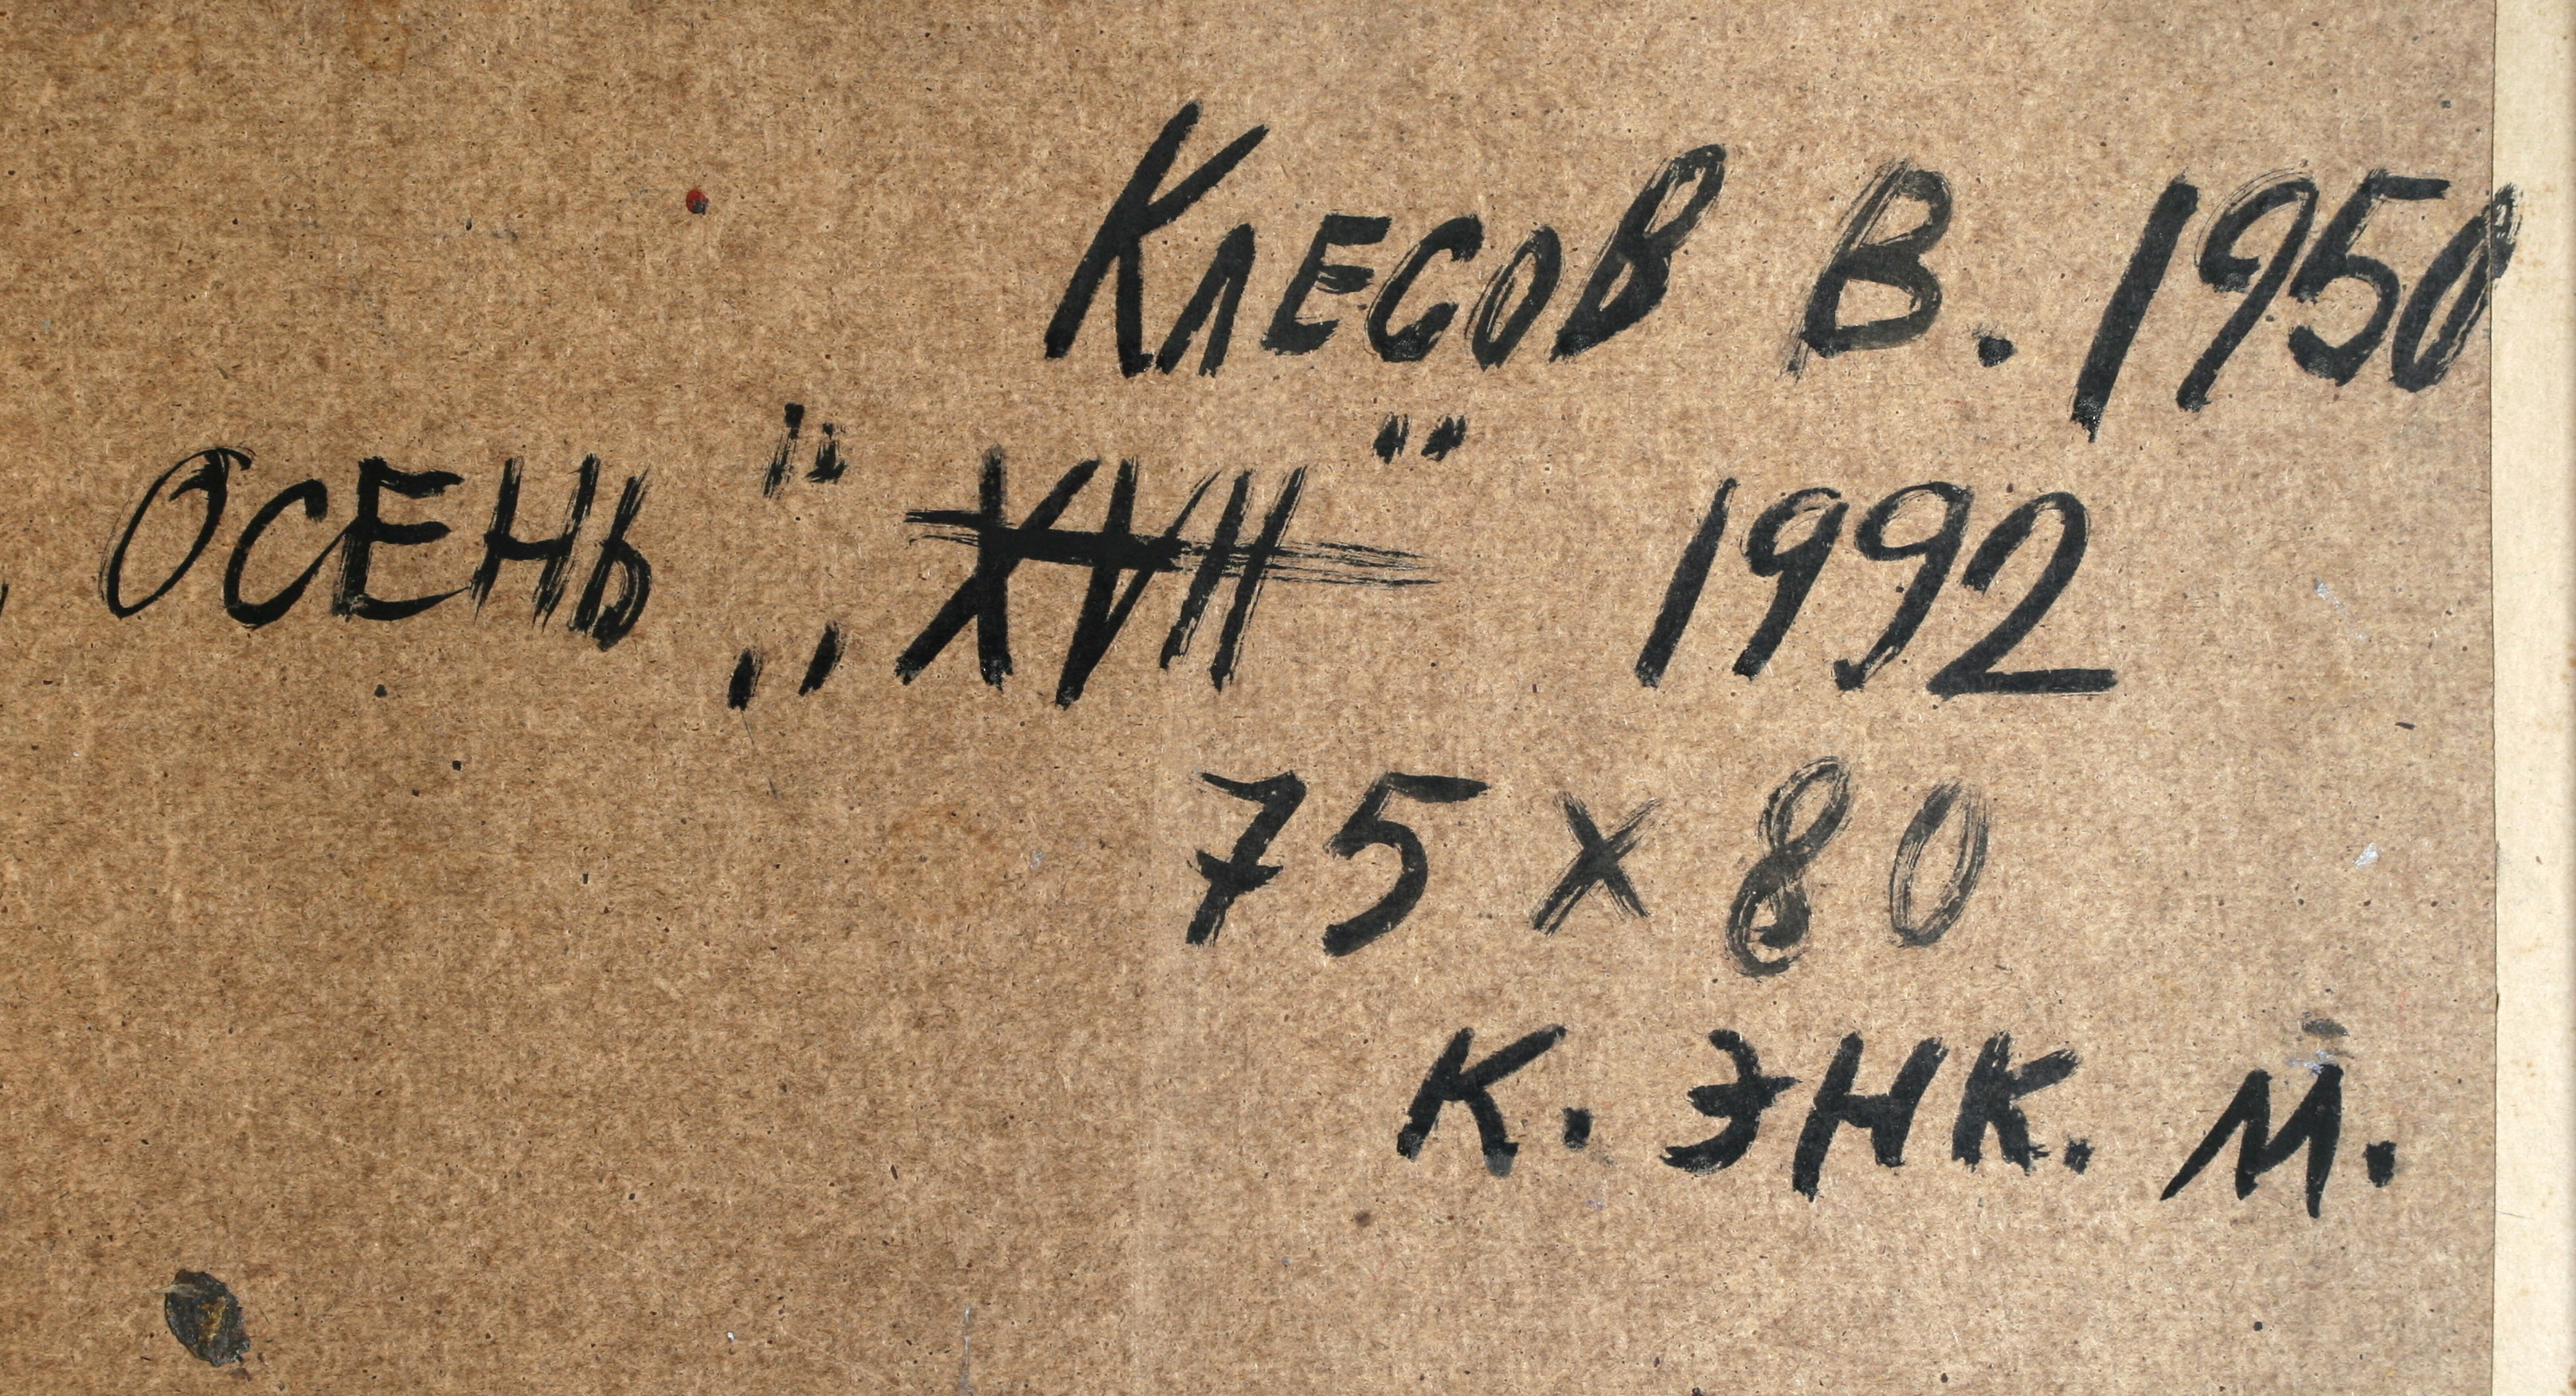 Клесов В. 1950
„ОСЕНЬ" „XVII" 1992
75 x 80
К. ЭНК. М.